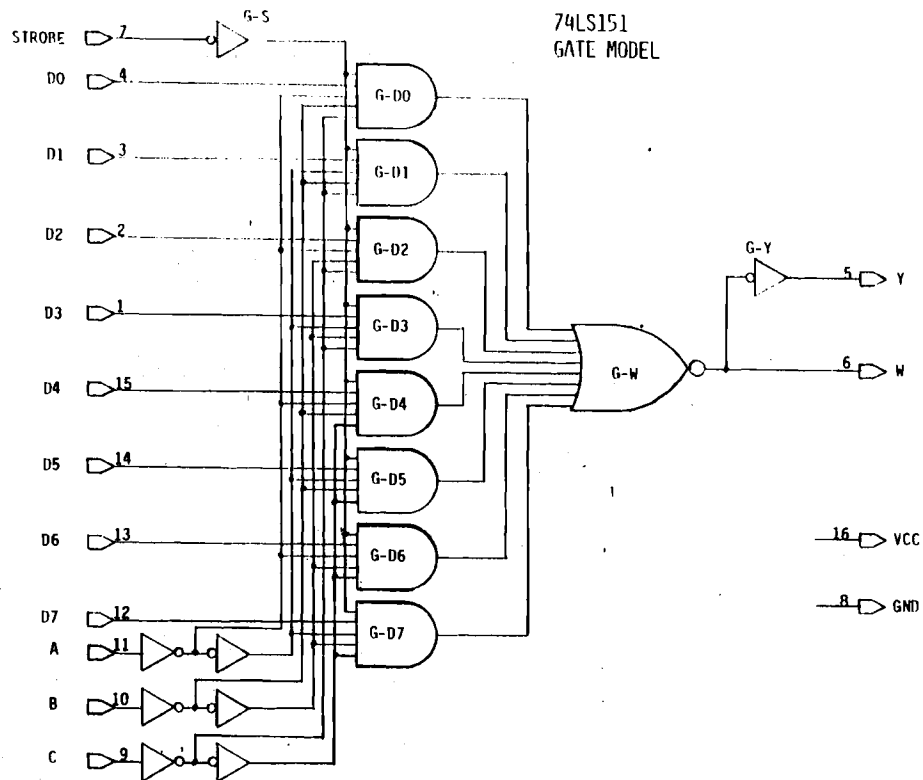 74LS151
GATE MODEL
STROBE 7
G-S
D0 4
G-D0
D1 3
G-D1
D2 2
G-D2
G-Y
5 Y
D3 1
G-D3
G-W
6 W
D4 15
G-D4
D5 14
G-D5
D6 13
G-D6
16 VCC
D7 12
G-D7
8 GND
A 11
B 10
C 9